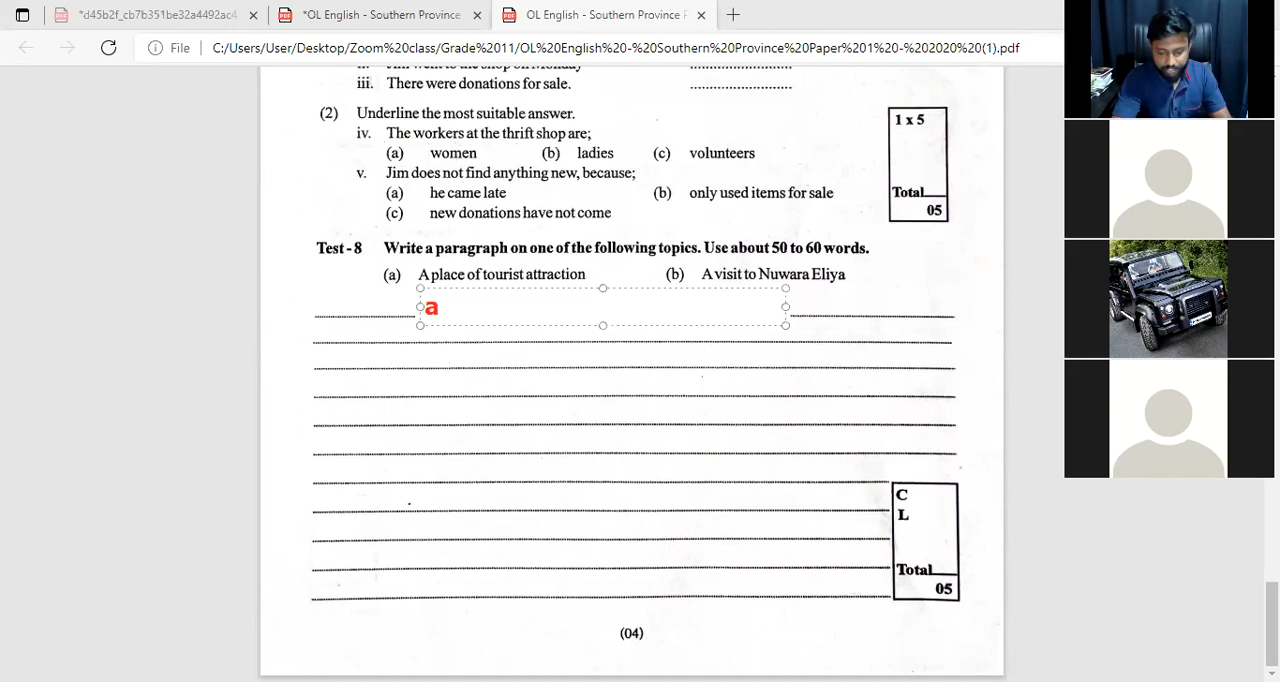 *d45b2f_cb7b351be32a4492ac4
*OL English - Southern Province
OL English - Southern Province P
File
C:/Users/User/Desktop/Zoom%20class/Grade%2011/OL%20English%20-%20Southern%20Province%20Paper%201%20-%202020%20(1).pdf
iii. There were donations for sale. ..........................
(2) Underline the most suitable answer.
iv. The workers at the thrift shop are;
(a) women (b) ladies (c) volunteers
v. Jim does not find anything new, because;
(a) he came late (b) only used items for sale
(c) new donations have not come
1 x 5
Total
05
Test - 8 Write a paragraph on one of the following topics. Use about 50 to 60 words.
(a) A place of tourist attraction (b) A visit to Nuwara Eliya
a
C
L
Total
05
(04)